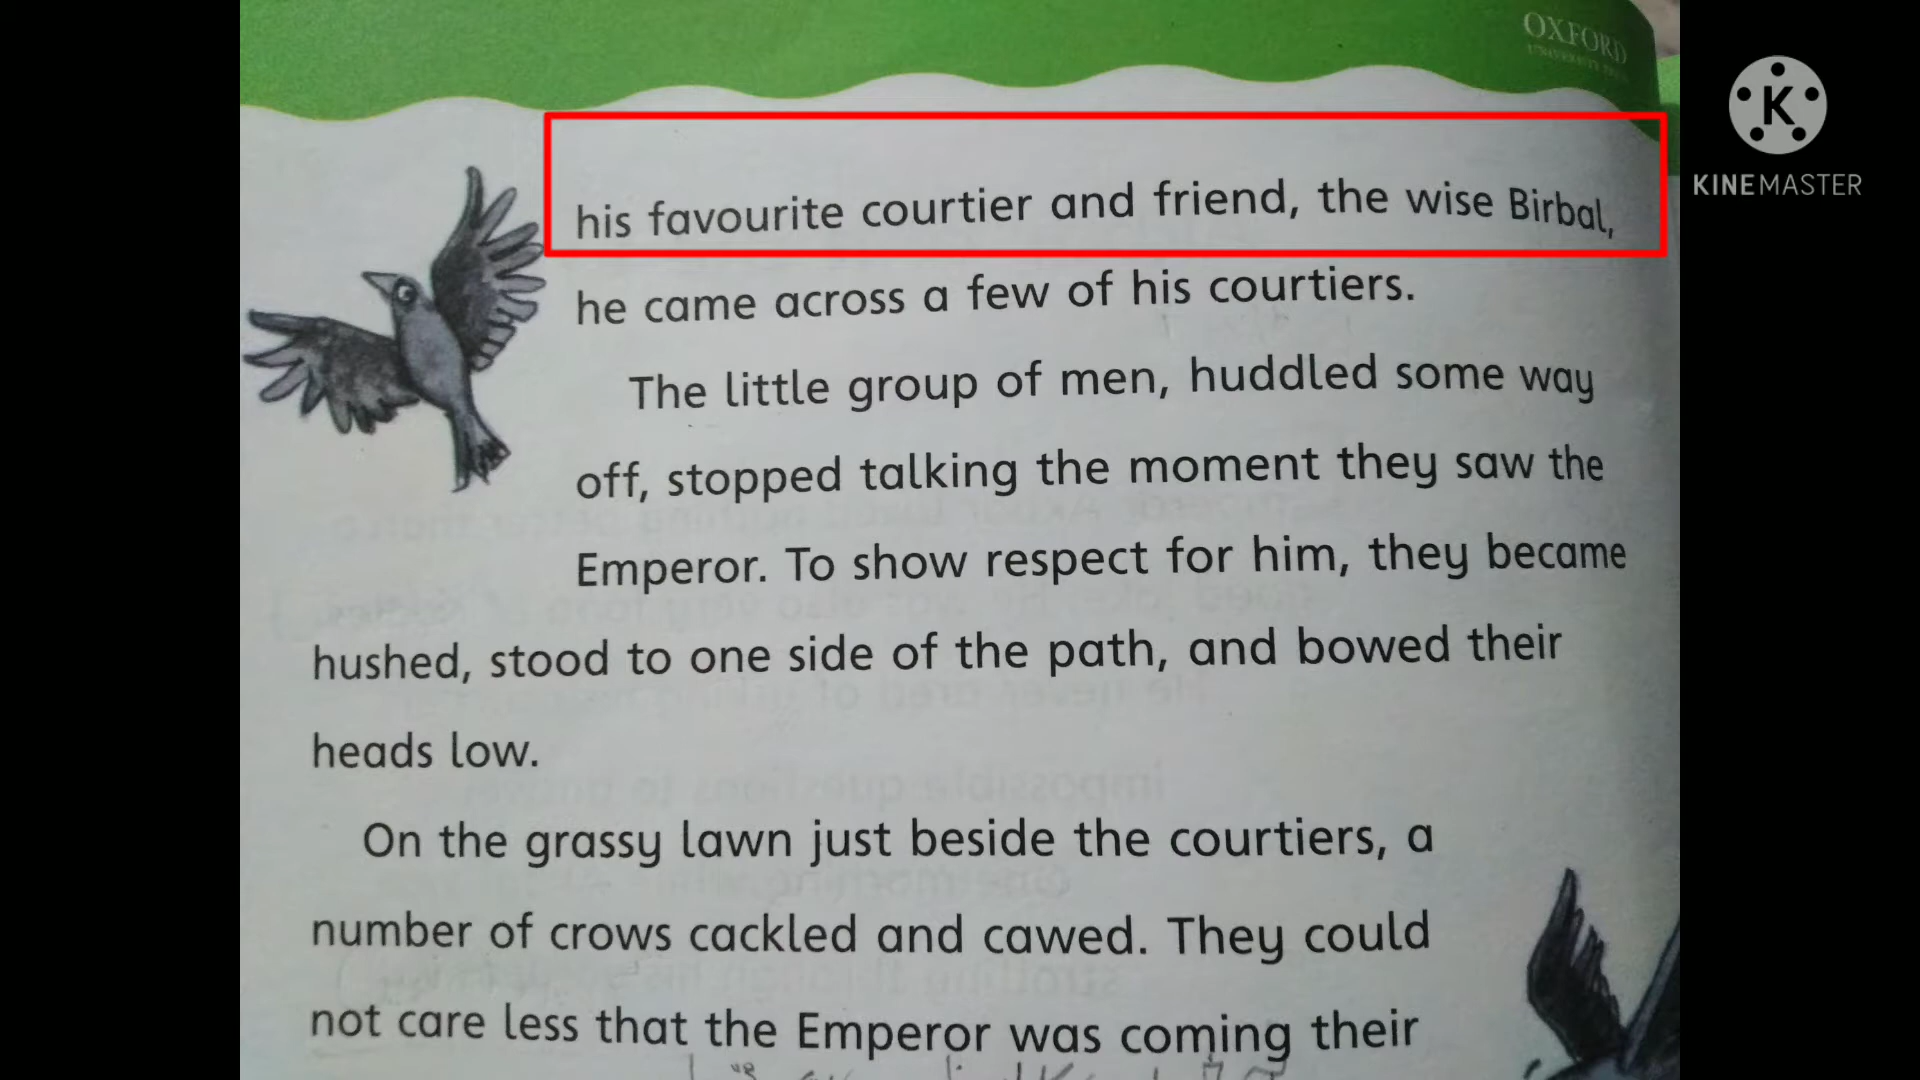 OXFORD
UNIVERSITY PRESS
KINEMASTER
his favourite courtier and friend, the wise Birbal,
he came across a few of his courtiers.
The little group of men, huddled some way
off, stopped talking the moment they saw the
Emperor. To show respect for him, they became
hushed, stood to one side of the path, and bowed their
heads low.
On the grassy lawn just beside the courtiers, a
number of crows cackled and cawed. They could
not care less that the Emperor was coming their